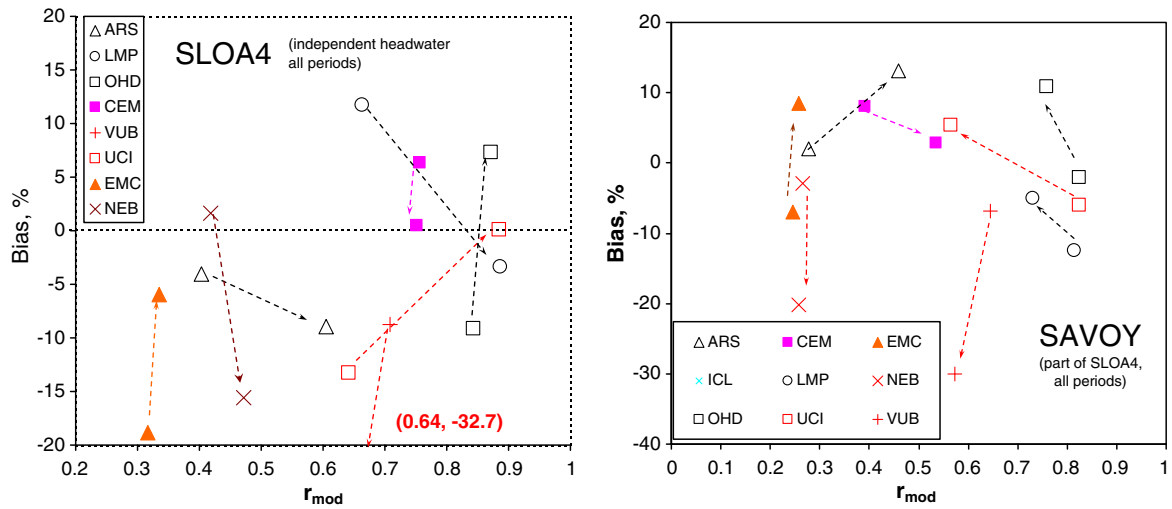 20
15
10
5
0
-5
-10
-15
-20
Bias, %
ARS
LMP
OHD
CEM
VUB
UCI
EMC
NEB
SLOA4
(independent headwater
all periods)
(0.64, -32.7)
0.2 0.3 0.4 0.5 0.6 0.7 0.8 0.9 1
rmod
20
10
0
-10
-20
-30
-40
Bias, %
ARS CEM EMC
ICL LMP NEB
OHD UCI VUB
SAVOY
(part of SLOA4,
all periods)
0 0.1 0.2 0.3 0.4 0.5 0.6 0.7 0.8 0.9 1
rmod